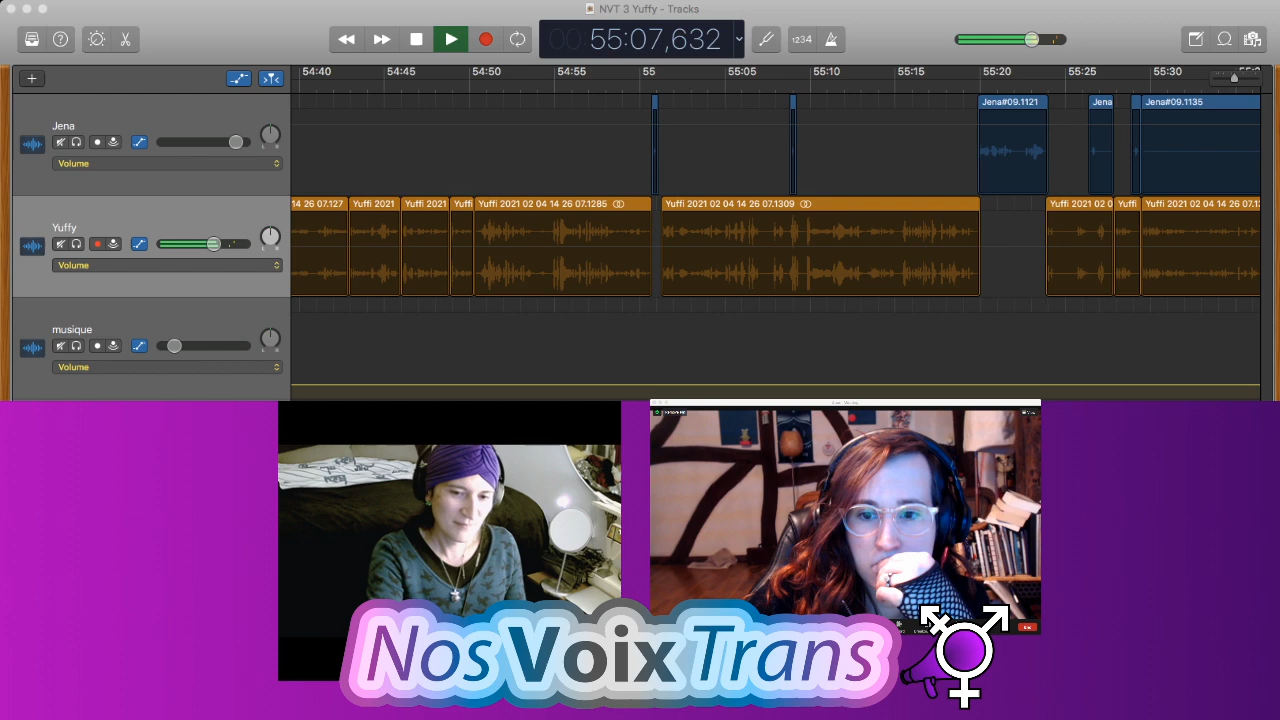 NVT 3 Yuffy - Tracks
00 55:07,632
1234
54:40 54:45 54:50 54:55 55 55:05 55:10 55:15 55:20 55:25 55:30
Jena
Volume
Jena#09.1121 Jena Jena#09.1135
Yuffy
Volume
14 26 07.127 Yuffi 2021 Yuffi 2021 Yuffi Yuffi 2021 02 04 14 26 07.1285 Yuffi 2021 02 04 14 26 07.1309 Yuffi 2021 02 0 Yuffi Yuffi 2021 02 04 14 26 07.13
musique
Volume
Nos Voix Trans